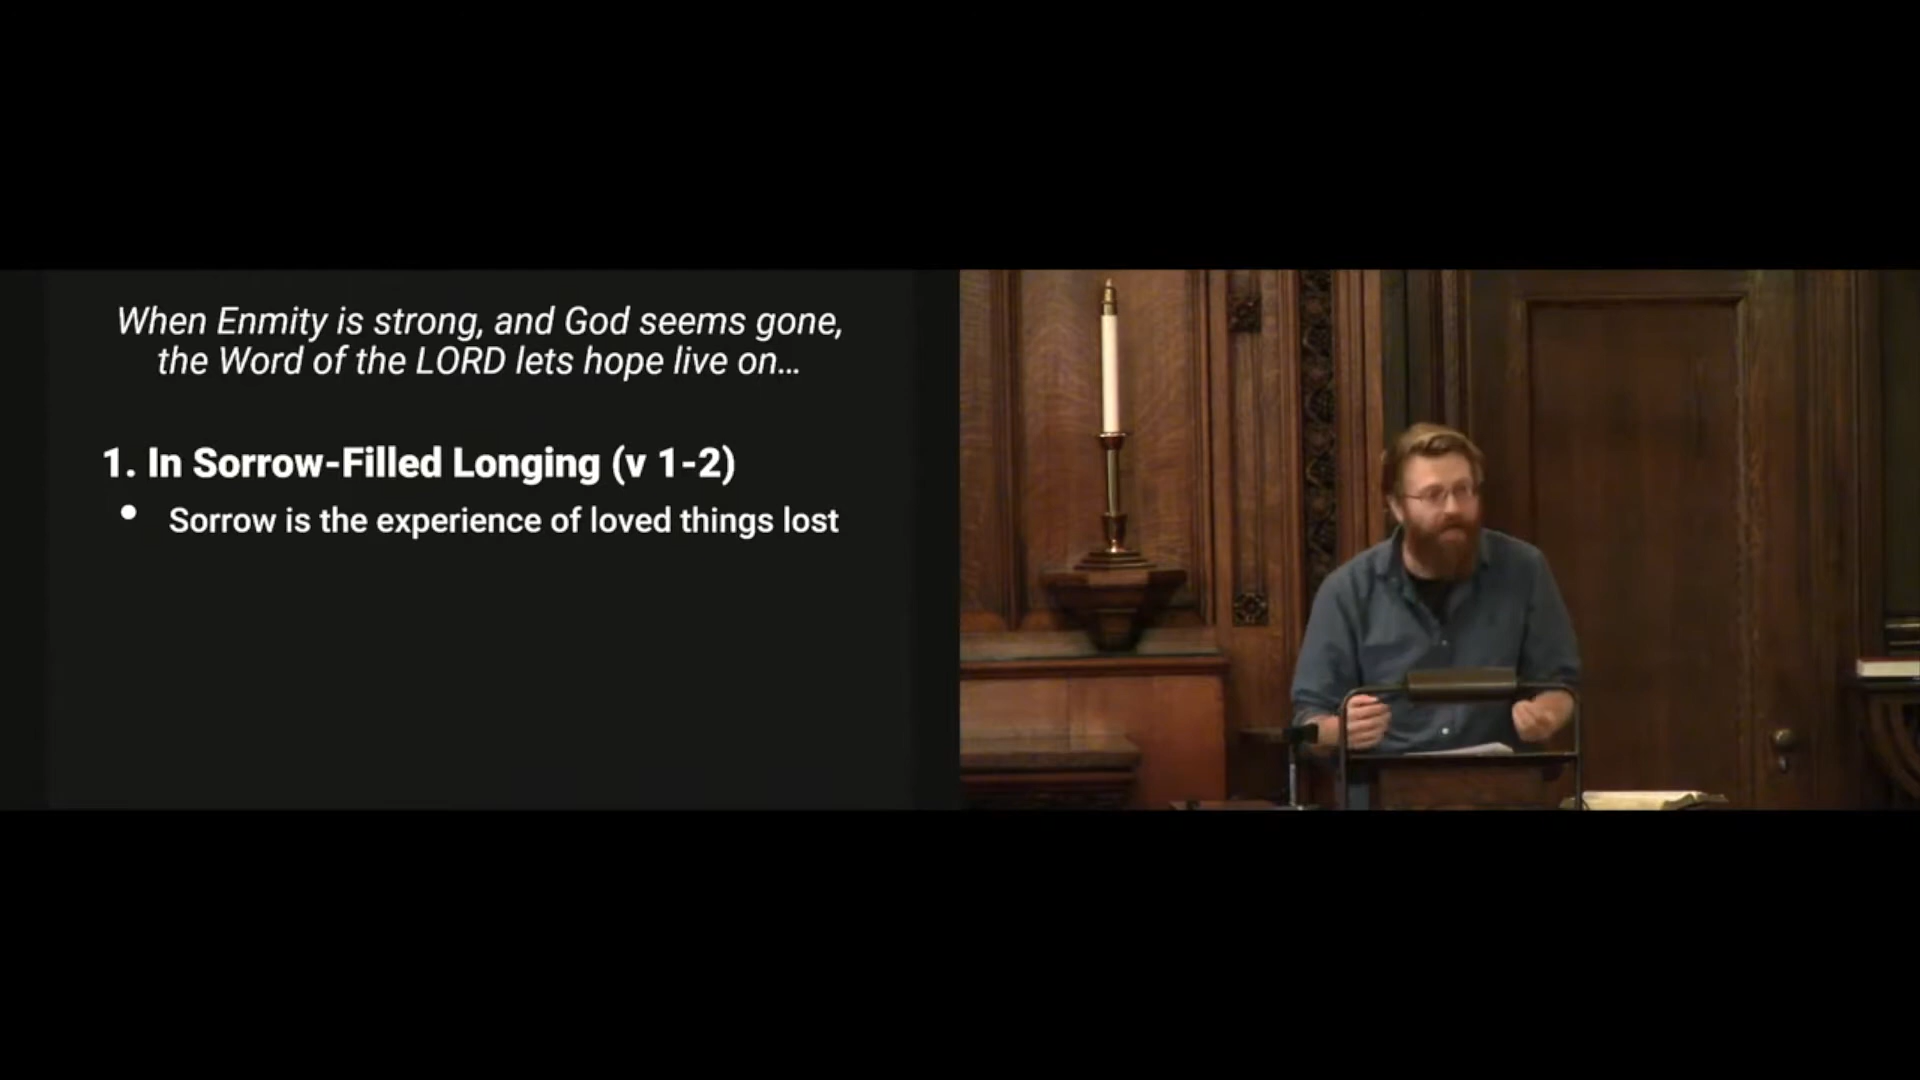 When Enmity is strong, and God seems gone,
the Word of the LORD lets hope live on...
1. In Sorrow-Filled Longing (v 1-2)
• Sorrow is the experience of loved things lost